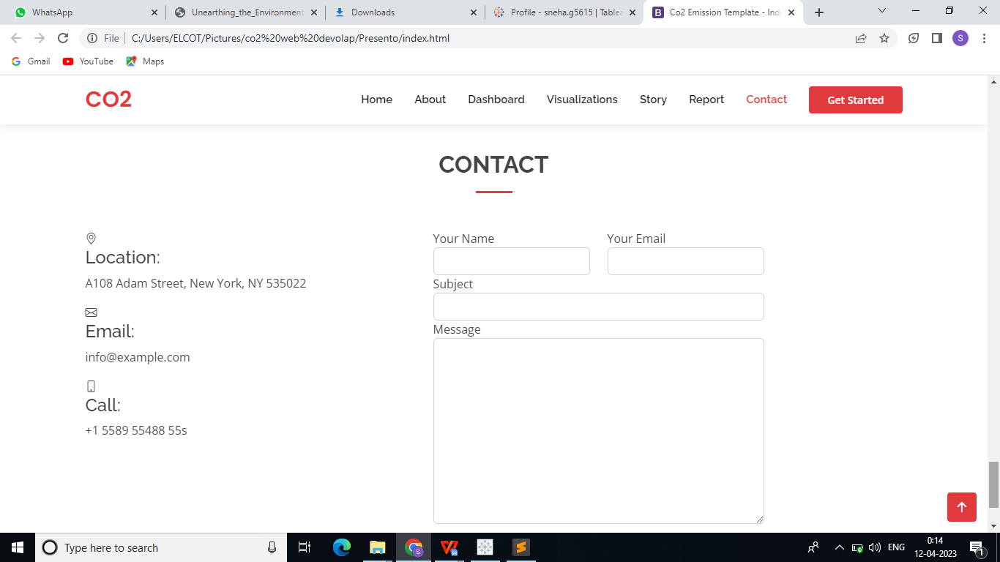 WhatsApp
Unearthing_the_Environment
Downloads
Profile - sneha.g5615 | Tablea
Co2 Emission Template - Ind
File
C:/Users/ELCOT/Pictures/co2%20web%20devolap/Presento/index.html
S
Gmail
YouTube
Maps
CO2
Home
About
Dashboard
Visualizations
Story
Report
Contact
Get Started
CONTACT
Location:
A108 Adam Street, New York, NY 535022
Email:
info@example.com
Call:
+1 5589 55488 55s
Your Name
Your Email
Subject
Message
Type here to search
ENG
0:14
12-04-2023
1